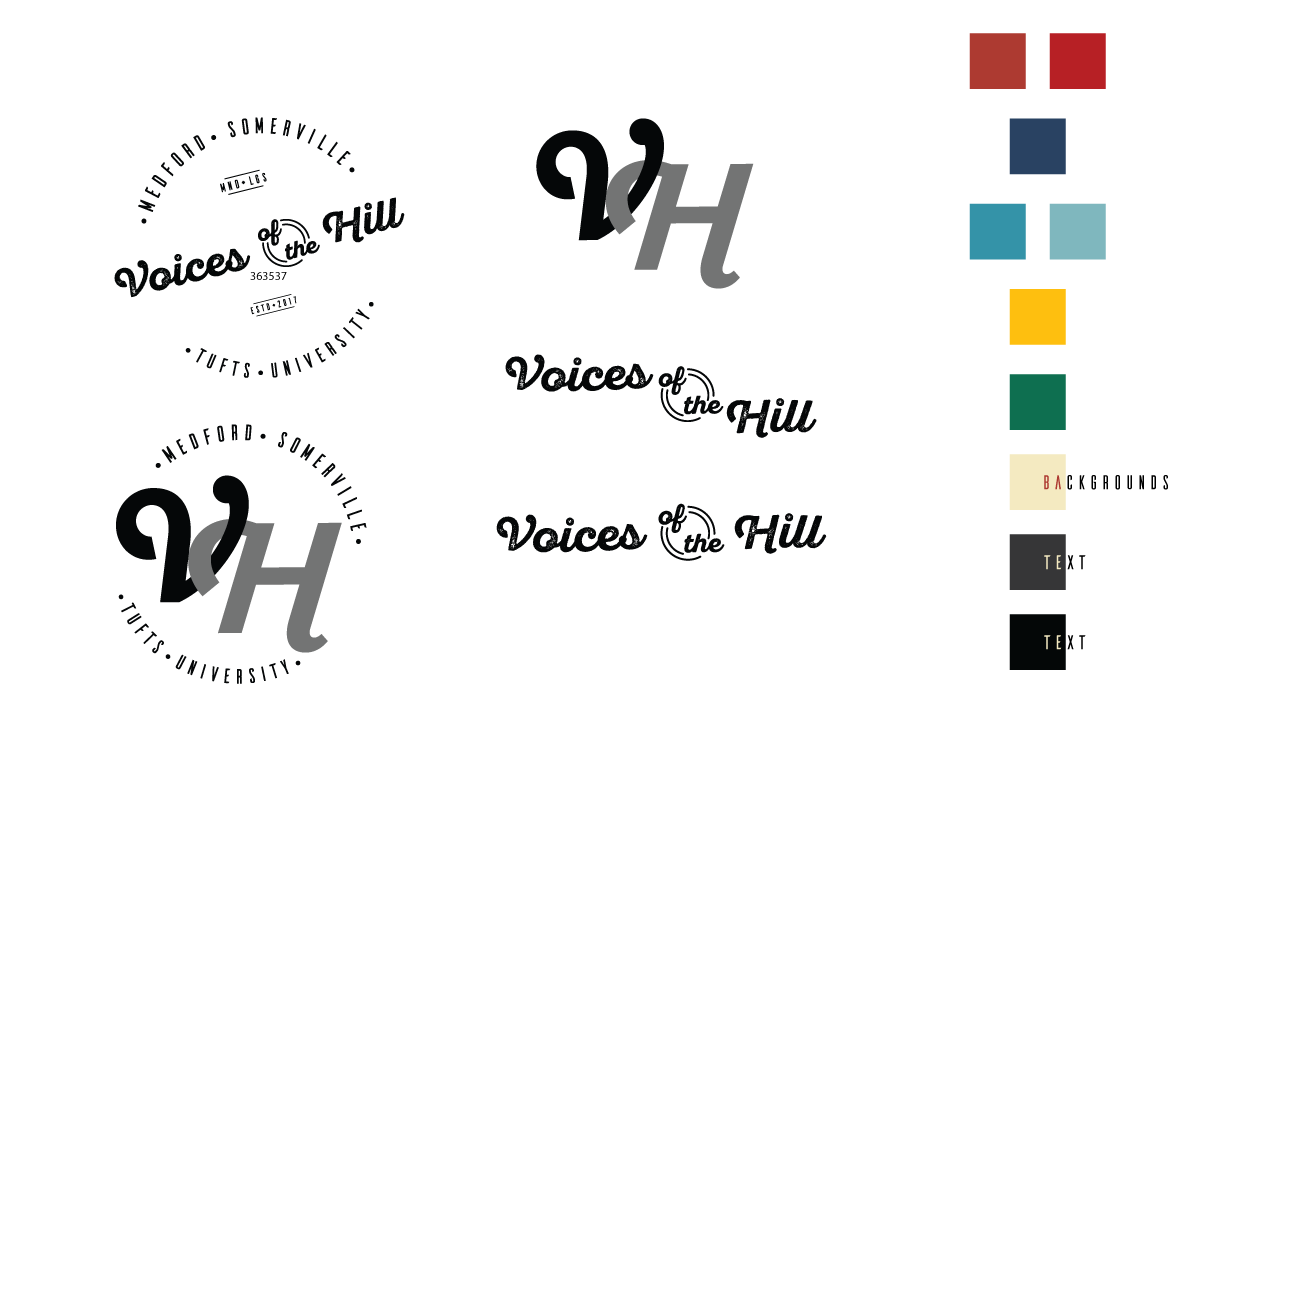 • MEDFORD • SOMERVILLE •
MNO • LGS
Voices of the Hill
363537
ESTD • 2017
• TUFTS • UNIVERSITY •
• MEDFORD • SOMERVILLE •
VH
• TUFTS • UNIVERSITY •
VH
Voices of the Hill
Voices of the Hill
BACKGROUNDS
TEXT
TEXT